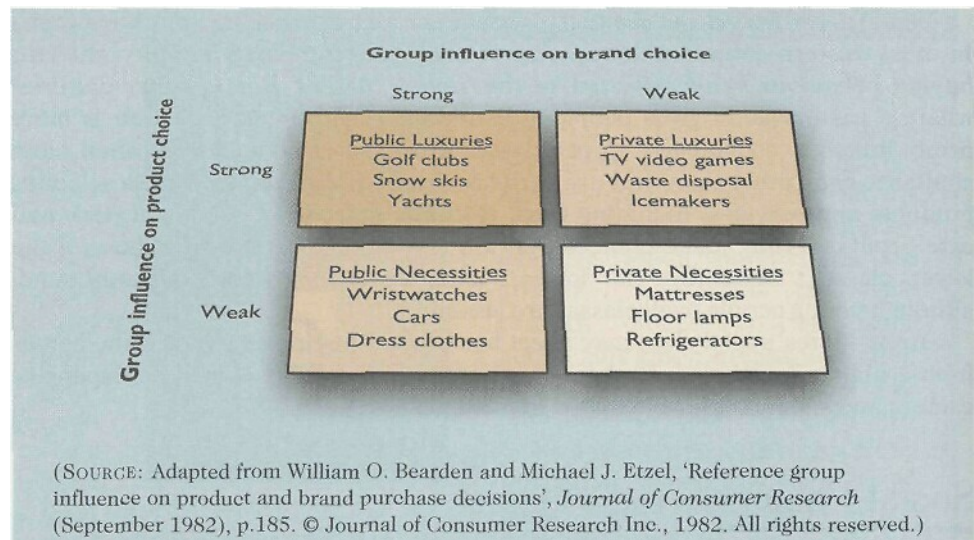 Group influence on brand choice
Strong
Weak
Group influence on product choice
Strong
Public Luxuries
Golf clubs
Snow skis
Yachts
Private Luxuries
TV video games
Waste disposal
Icemakers
Weak
Public Necessities
Wristwatches
Cars
Dress clothes
Private Necessities
Mattresses
Floor lamps
Refrigerators
(SOURCE: Adapted from William O. Bearden and Michael J. Etzel, ‘Reference group
influence on product and brand purchase decisions’, Journal of Consumer Research
(September 1982), p.185. © Journal of Consumer Research Inc., 1982. All rights reserved.)